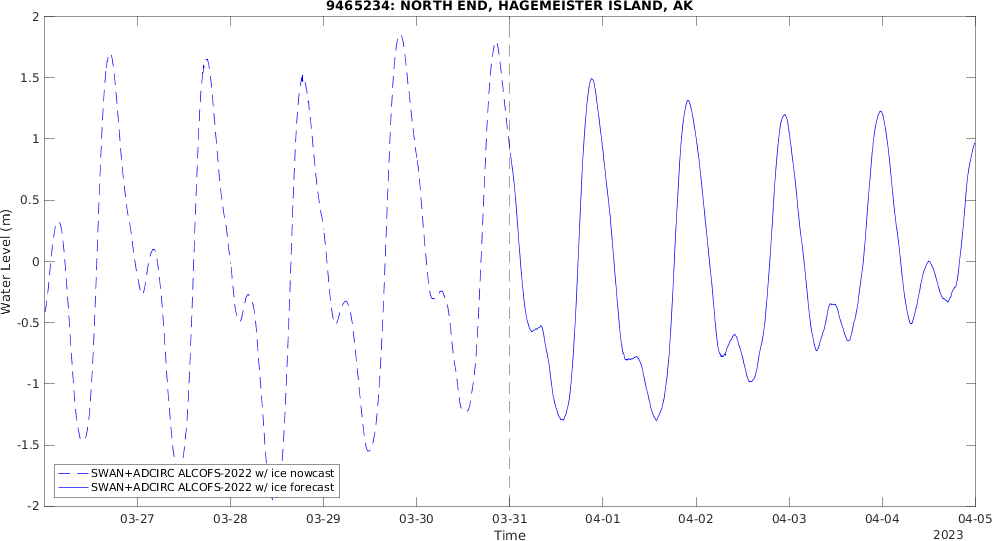 9465234: NORTH END, HAGEMEISTER ISLAND, AK
2
1.5
1
0.5
0
-0.5
-1
-1.5
-2
Water Level (m)
SWAN+ADCIRC ALCOFS-2022 w/ ice nowcast
SWAN+ADCIRC ALCOFS-2022 w/ ice forecast
03-27 03-28 03-29 03-30 03-31 04-01 04-02 04-03 04-04 04-05
Time
2023